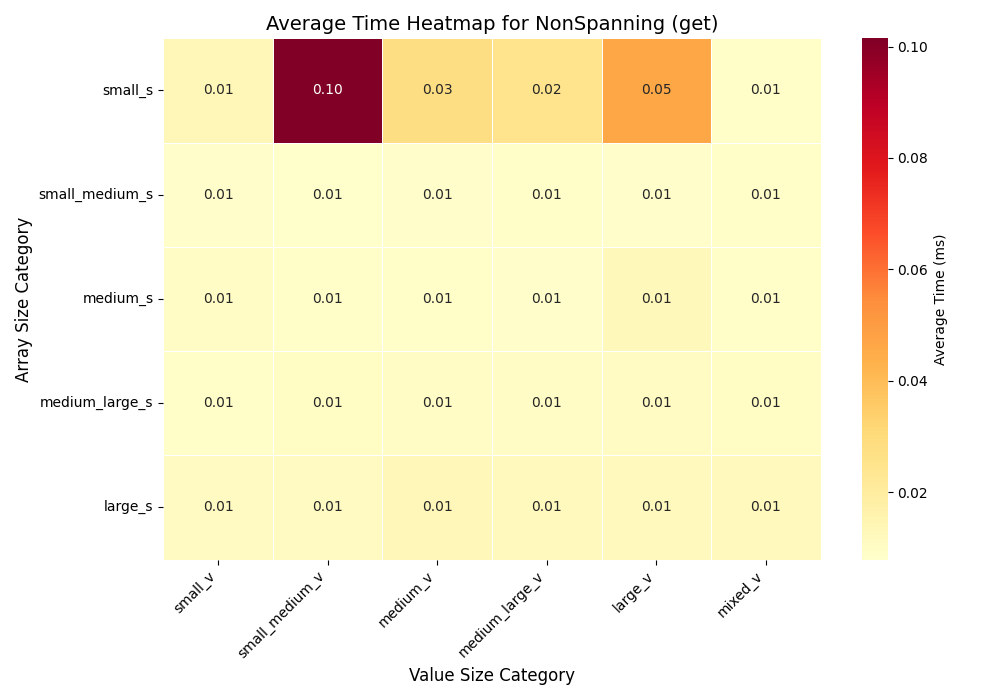 Average Time Heatmap for NonSpanning (get)
small_s 0.01 0.10 0.03 0.02 0.05 0.01
small_medium_s 0.01 0.01 0.01 0.01 0.01 0.01
medium_s 0.01 0.01 0.01 0.01 0.01 0.01
medium_large_s 0.01 0.01 0.01 0.01 0.01 0.01
large_s 0.01 0.01 0.01 0.01 0.01 0.01
Array Size Category
small_v small_medium_v medium_v medium_large_v large_v mixed_v
Value Size Category
0.10
0.08
0.06
0.04
0.02
Average Time (ms)